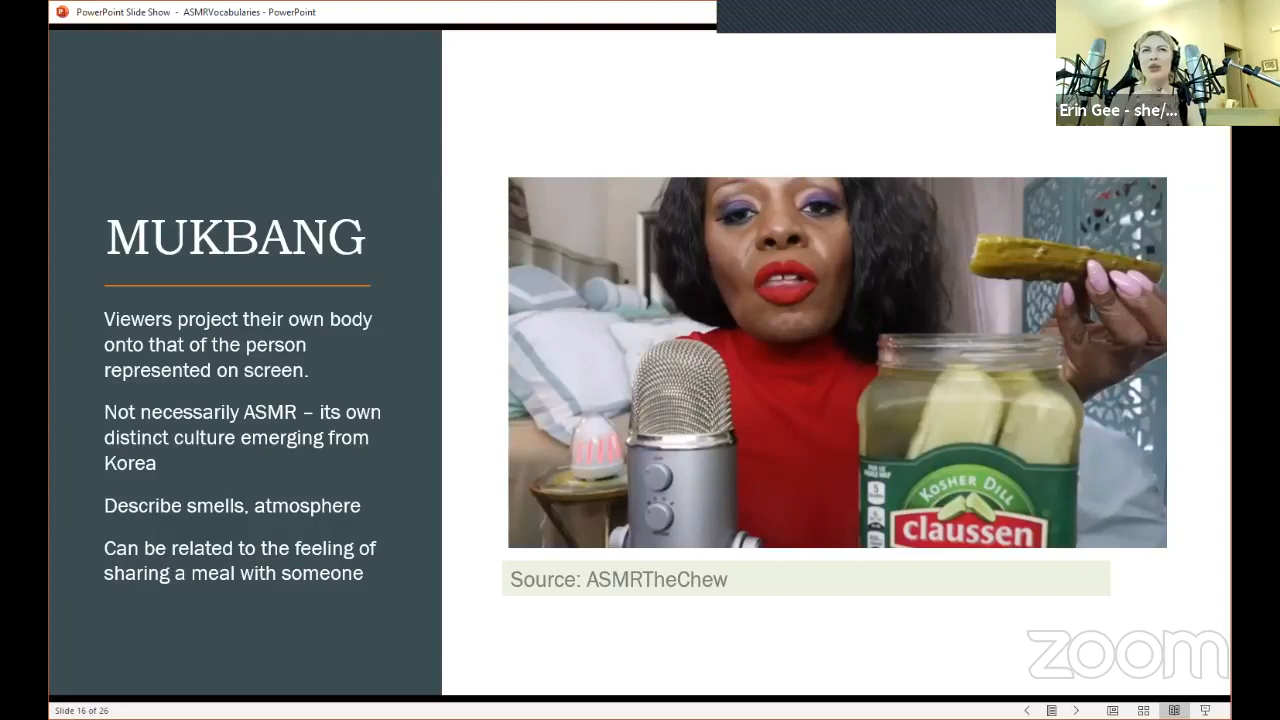 PowerPoint Slide Show - ASMRVocabularies - PowerPoint
Erin Gee - she/...
MUKBANG
Viewers project their own body
onto that of the person
represented on screen.
Not necessarily ASMR – its own
distinct culture emerging from
Korea
Describe smells, atmosphere
Can be related to the feeling of
sharing a meal with someone
KOSHER DILL
claussen
5
Source: ASMRTheChew
zoom
Slide 16 of 26